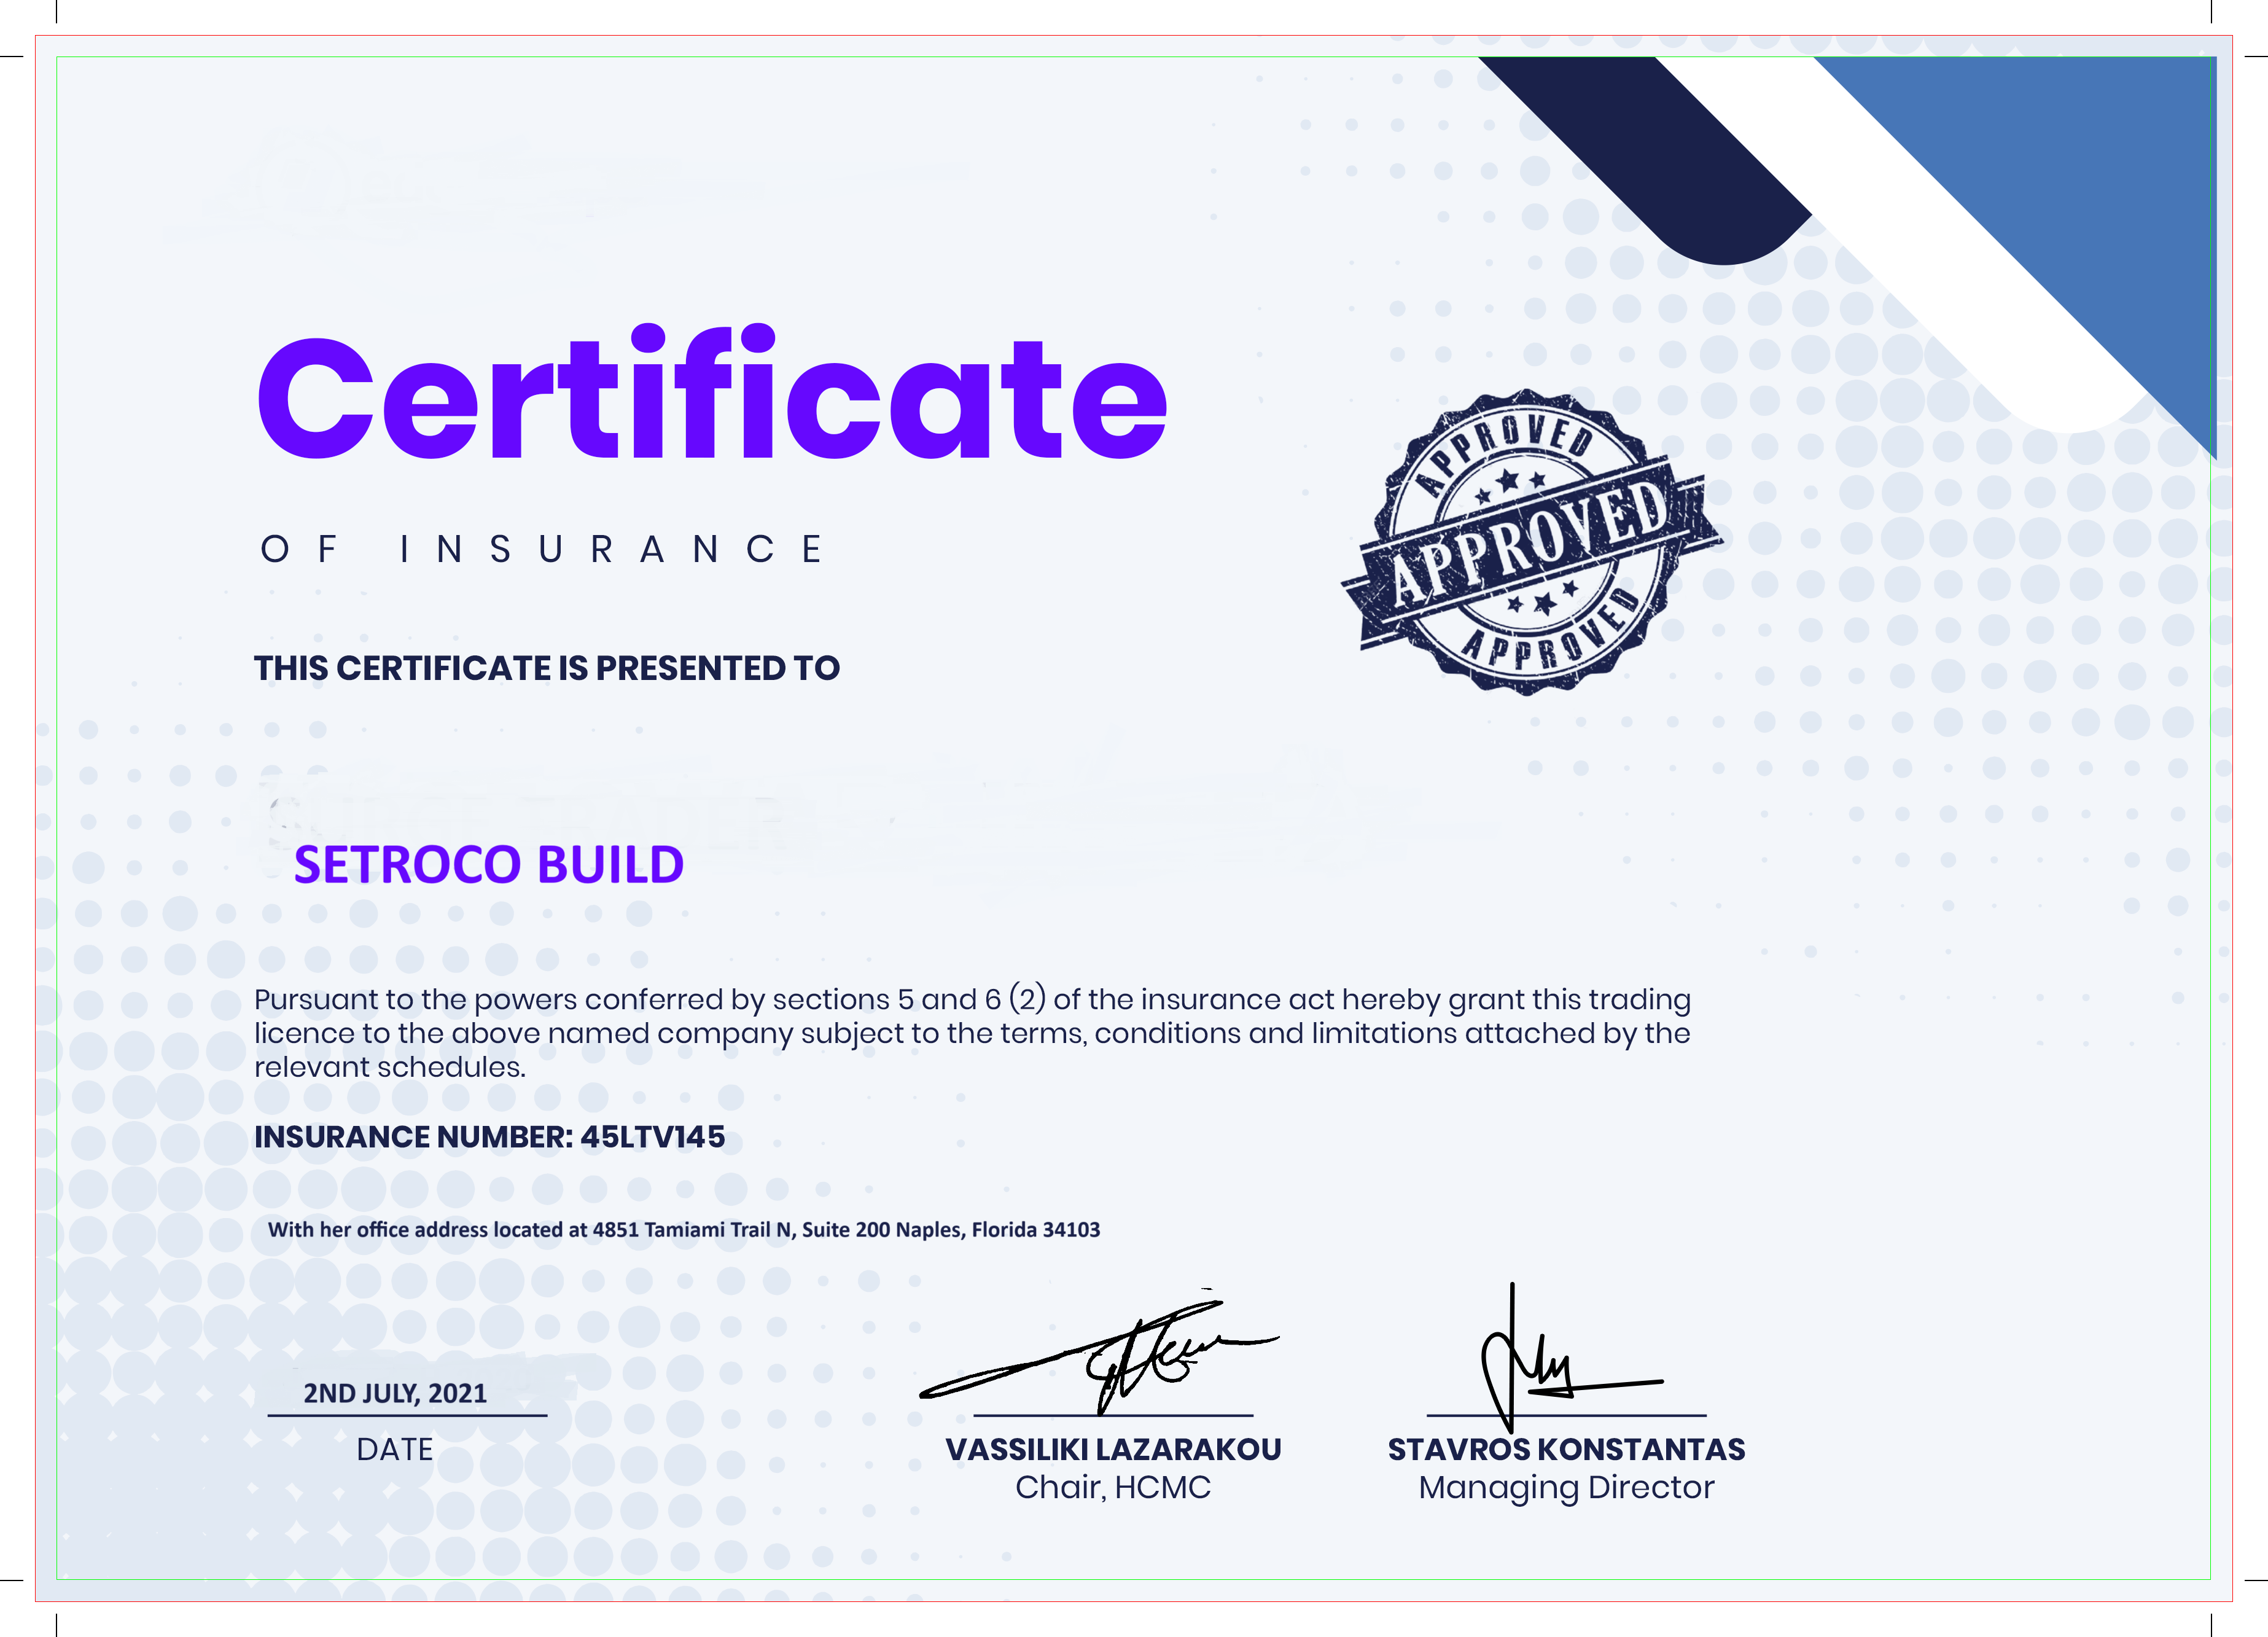 Certificate
OF INSURANCE
APPROVED
APPROVED
APPROVED
THIS CERTIFICATE IS PRESENTED TO
SETROCO BUILD
Pursuant to the powers conferred by sections 5 and 6 (2) of the insurance act hereby grant this trading
licence to the above named company subject to the terms, conditions and limitations attached by the
relevant schedules.
INSURANCE NUMBER: 45LTV145
With her office address located at 4851 Tamiami Trail N, Suite 200 Naples, Florida 34103
2ND JULY, 2021
DATE
VASSILIKI LAZARAKOU
Chair, HCMC
STAVROS KONSTANTAS
Managing Director